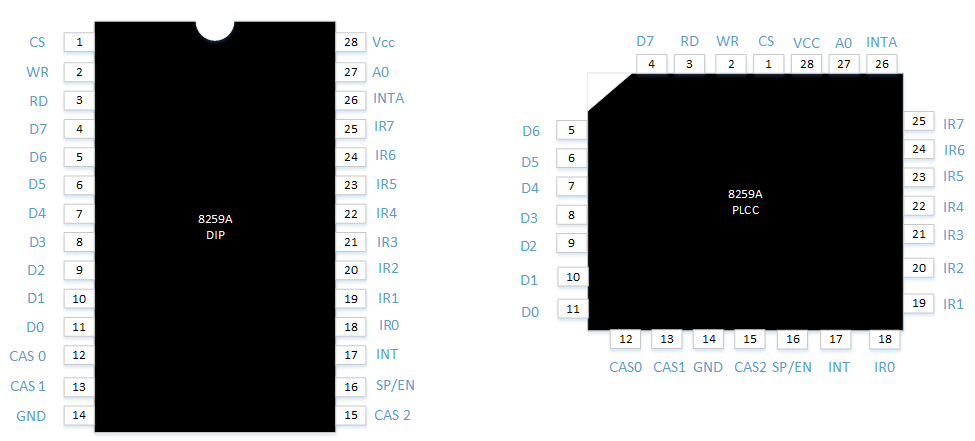 CS 1 28 Vcc
WR 2 27 A0
RD 3 26 INTA
D7 4 25 IR7
D6 5 24 IR6
D5 6 23 IR5
D4 7 22 IR4
8259A
DIP
D3 8 21 IR3
D2 9 20 IR2
D1 10 19 IR1
D0 11 18 IR0
CAS 0 12 17 INT
CAS 1 13 16 SP/EN
GND 14 15 CAS 2
D7 RD WR CS VCC A0 INTA
4 3 2 1 28 27 26
D6 5 25 IR7
D5 6 24 IR6
D4 7 23 IR5
8259A
PLCC
D3 8 22 IR4
D2 9 21 IR3
D1 10 20 IR2
D0 11 19 IR1
12 13 14 15 16 17 18
CAS0 CAS1 GND CAS2 SP/EN INT IR0